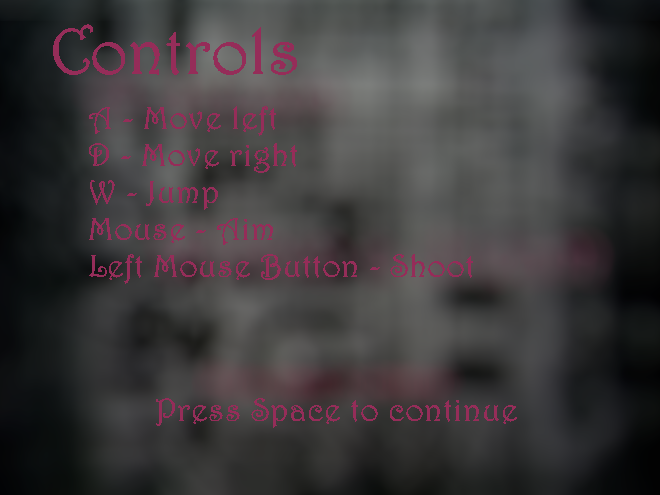 Controls
A - Move left
D - Move right
W - Jump
Mouse - Aim
Left Mouse Button - Shoot
Press Space to continue